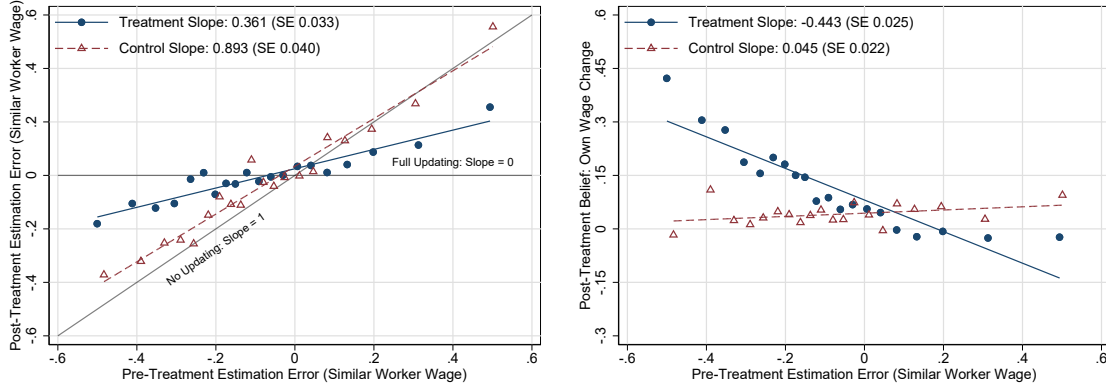 Treatment Slope: 0.361 (SE 0.033)
Control Slope: 0.893 (SE 0.040)
Post-Treatment Estimation Error (Similar Worker Wage)
.6
.4
.2
0
-.2
-.4
-.6
Full Updating: Slope = 0
No Updating: Slope = 1
-.6 -.4 -.2 0 .2 .4 .6
Pre-Treatment Estimation Error (Similar Worker Wage)
Treatment Slope: -0.443 (SE 0.025)
Control Slope: 0.045 (SE 0.022)
Post-Treatment Belief: Own Wage Change
.6
.45
.3
.15
0
-.15
-.3
-.6 -.4 -.2 0 .2 .4 .6
Pre-Treatment Estimation Error (Similar Worker Wage)